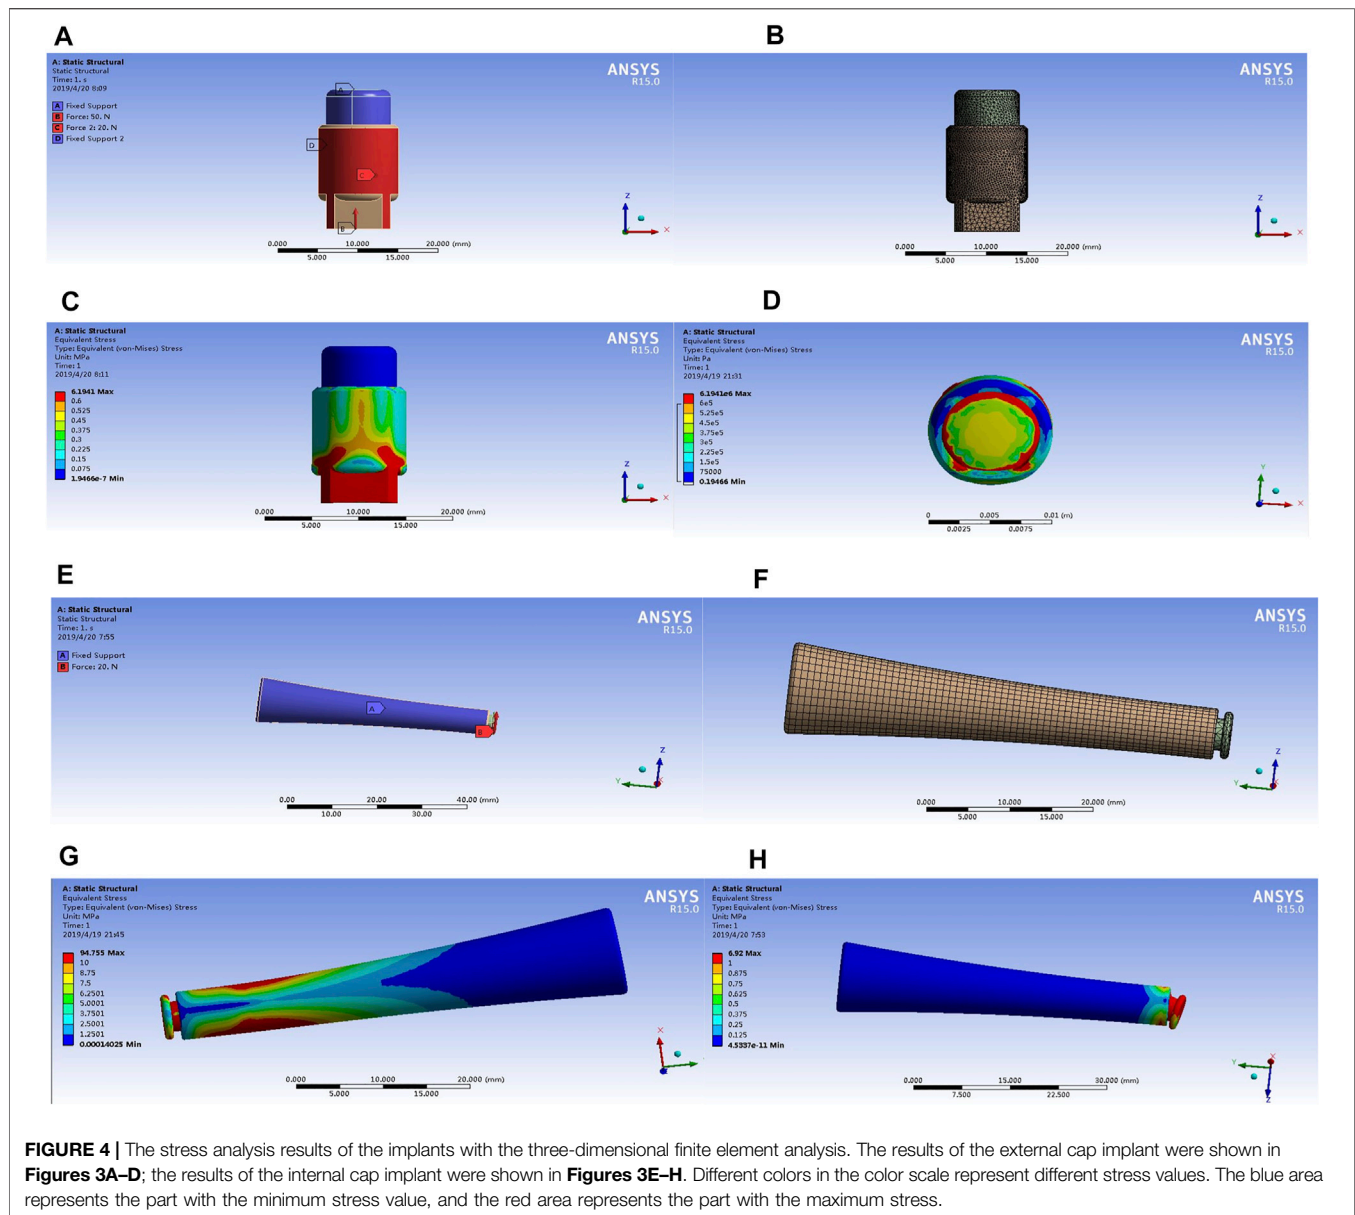 A
A: Static Structural
Static Structural
Time: 1. s
2019/4/20 8:09
A Fixed Support
B Force: 50. N
C Force 2: 20. N
D Fixed Support 2
ANSYS
R15.0
A
D
C
B
Z
X
0.000 10.000 20.000 (mm)
5.000 15.000
B
ANSYS
R15.0
Z
X
0.000 10.000 20.000 (mm)
5.000 15.000
C
A: Static Structural
Equivalent Stress
Type: Equivalent (von-Mises) Stress
Unit: MPa
Time: 1
2019/4/20 8:11
6.1941 Max
0.6
0.525
0.45
0.375
0.3
0.225
0.15
0.075
1.9466e-7 Min
ANSYS
R15.0
Z
X
0.000 10.000 20.000 (mm)
5.000 15.000
D
A: Static Structural
Equivalent Stress
Type: Equivalent (von-Mises) Stress
Unit: Pa
Time: 1
2019/4/19 21:31
6.1941e6 Max
6e5
5.25e5
4.5e5
3.75e5
3e5
2.25e5
1.5e5
75000
0.19466 Min
ANSYS
R15.0
Y
X
0 0.005 0.01 (m)
0.0025 0.0075
E
A: Static Structural
Static Structural
Time: 1. s
2019/4/20 7:55
A Fixed Support
B Force: 20. N
ANSYS
R15.0
A
B
Z
Y
X
0.00 20.00 40.00 (mm)
10.00 30.00
F
ANSYS
R15.0
Z
Y
X
0.000 10.000 20.000 (mm)
5.000 15.000
G
A: Static Structural
Equivalent Stress
Type: Equivalent (von-Mises) Stress
Unit: MPa
Time: 1
2019/4/19 21:45
94.755 Max
10
8.75
7.5
6.2501
5.0001
3.7501
2.5001
1.2501
0.00014025 Min
ANSYS
R15.0
X
Y
Z
0.000 10.000 20.000 (mm)
5.000 15.000
H
A: Static Structural
Equivalent Stress
Type: Equivalent (von-Mises) Stress
Unit: MPa
Time: 1
2019/4/20 7:53
6.92 Max
1
0.875
0.75
0.625
0.5
0.375
0.25
0.125
4.5337e-11 Min
ANSYS
R15.0
Y
X
Z
0.000 15.000 30.000 (mm)
7.500 22.500
FIGURE 4 | The stress analysis results of the implants with the three-dimensional finite element analysis. The results of the external cap implant were shown in
Figures 3A–D; the results of the internal cap implant were shown in Figures 3E–H. Different colors in the color scale represent different stress values. The blue area
represents the part with the minimum stress value, and the red area represents the part with the maximum stress.